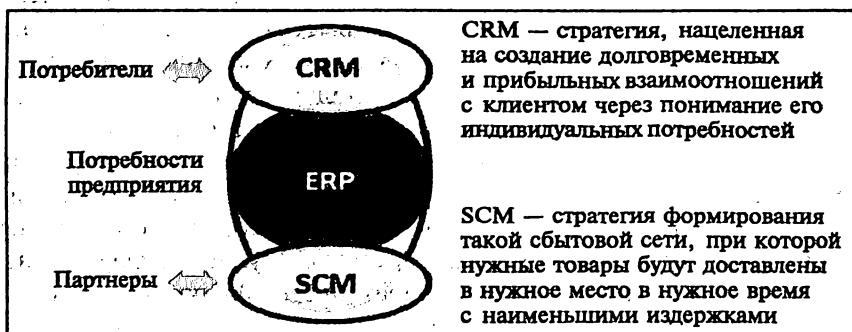 Потребители
CRM
CRM — стратегия, нацеленная
на создание долговременных
и прибыльных взаимоотношений
с клиентом через понимание его
индивидуальных потребностей
Потребности
предприятия
ERP
Партнеры
SCM
SCM — стратегия формирования
такой сбытовой сети, при которой
нужные товары будут доставлены
в нужное место в нужное время
с наименьшими издержками